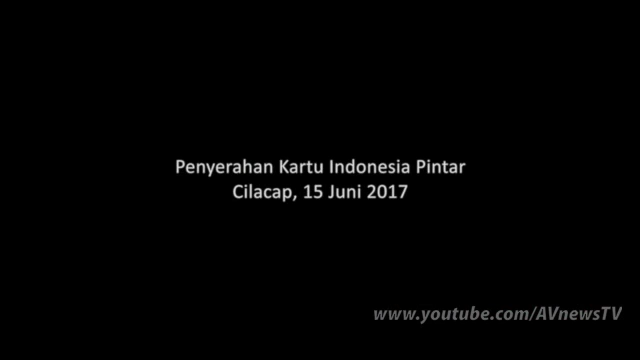 Penyerahan Kartu Indonesia Pintar
Cilacap, 15 Juni 2017
www.youtube.com/AVnewsTV